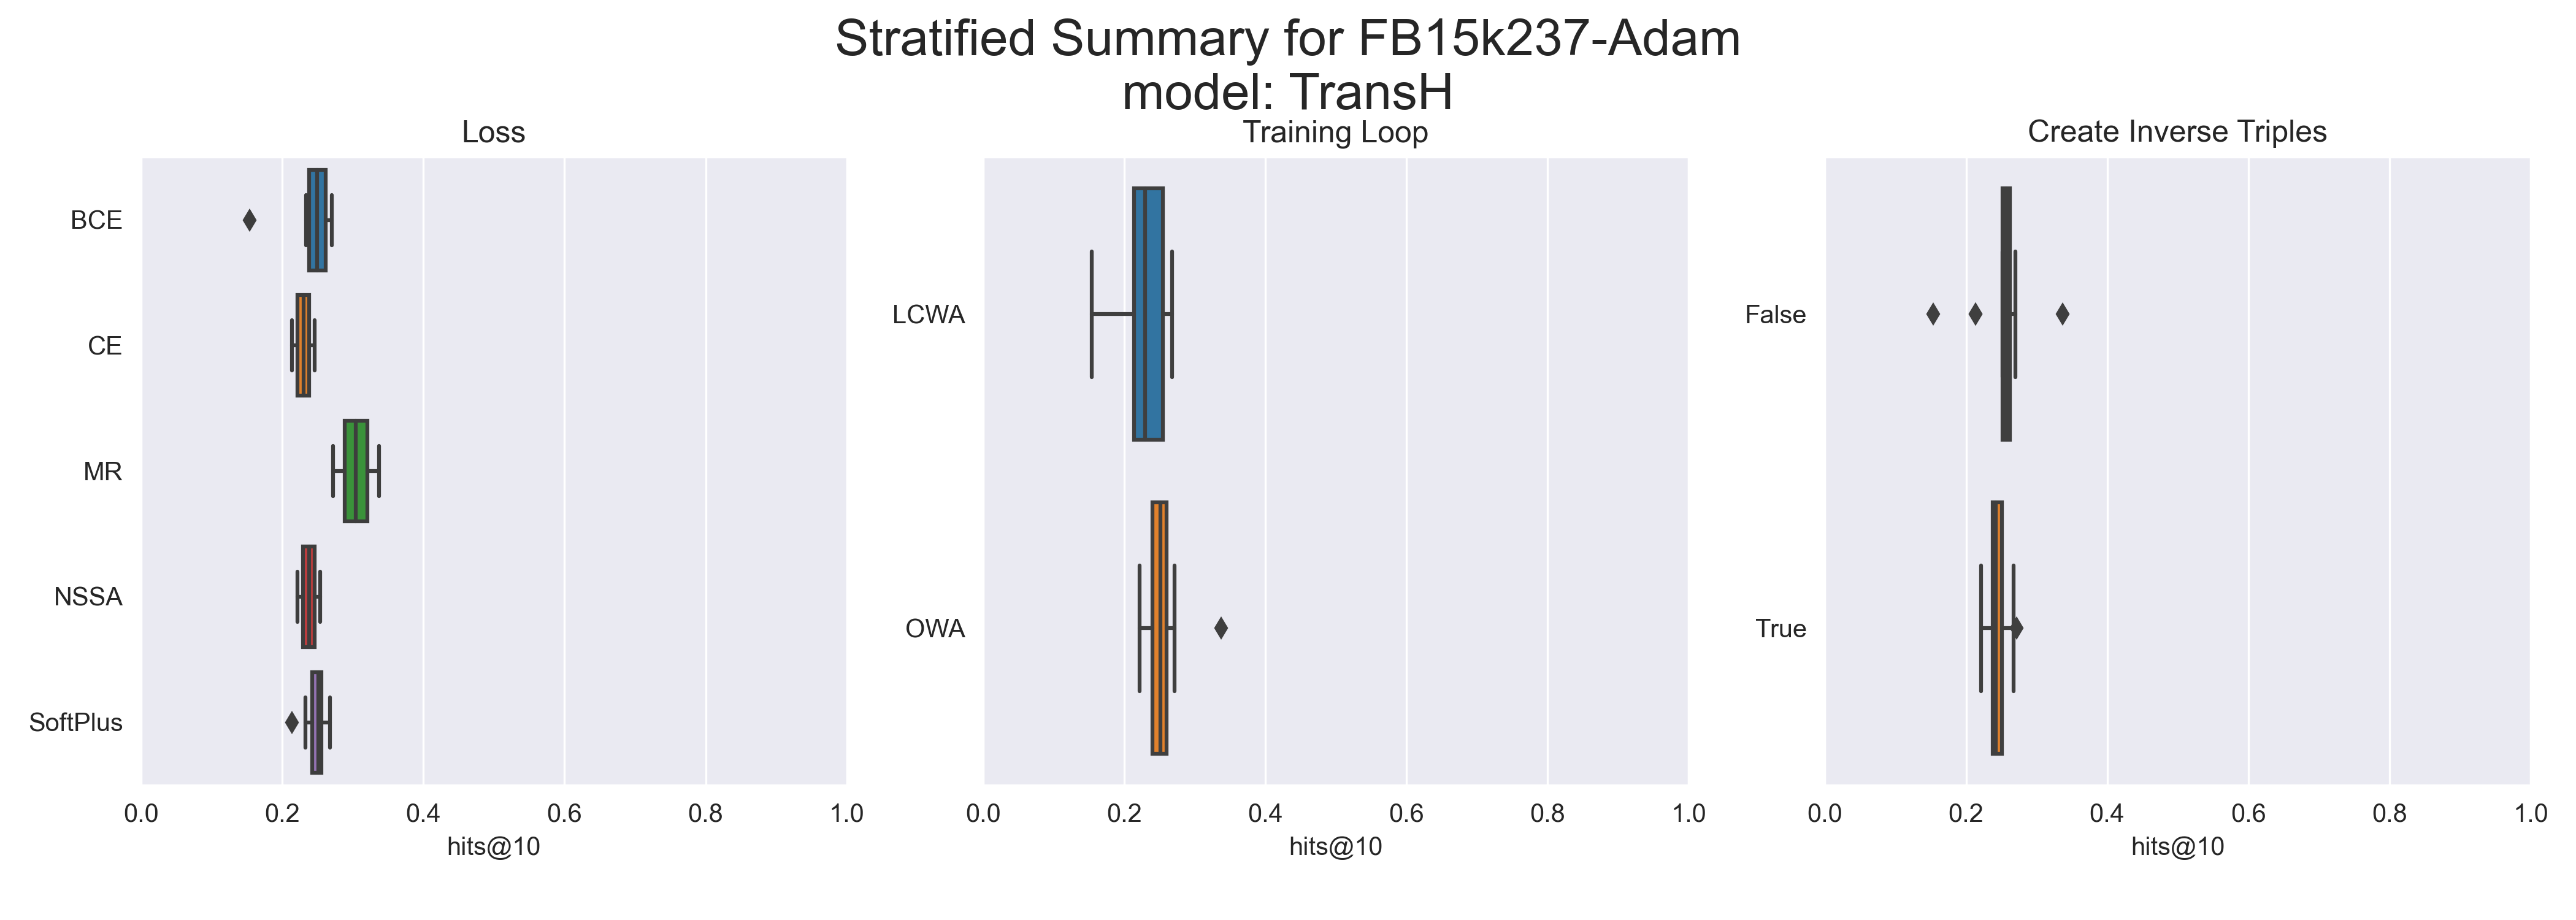 Stratified Summary for FB15k237-Adam
model: TransH
Loss
BCE
CE
MR
NSSA
SoftPlus
0.0 0.2 0.4 0.6 0.8 1.0
hits@10
Training Loop
LCWA
OWA
0.0 0.2 0.4 0.6 0.8 1.0
hits@10
Create Inverse Triples
False
True
0.0 0.2 0.4 0.6 0.8 1.0
hits@10